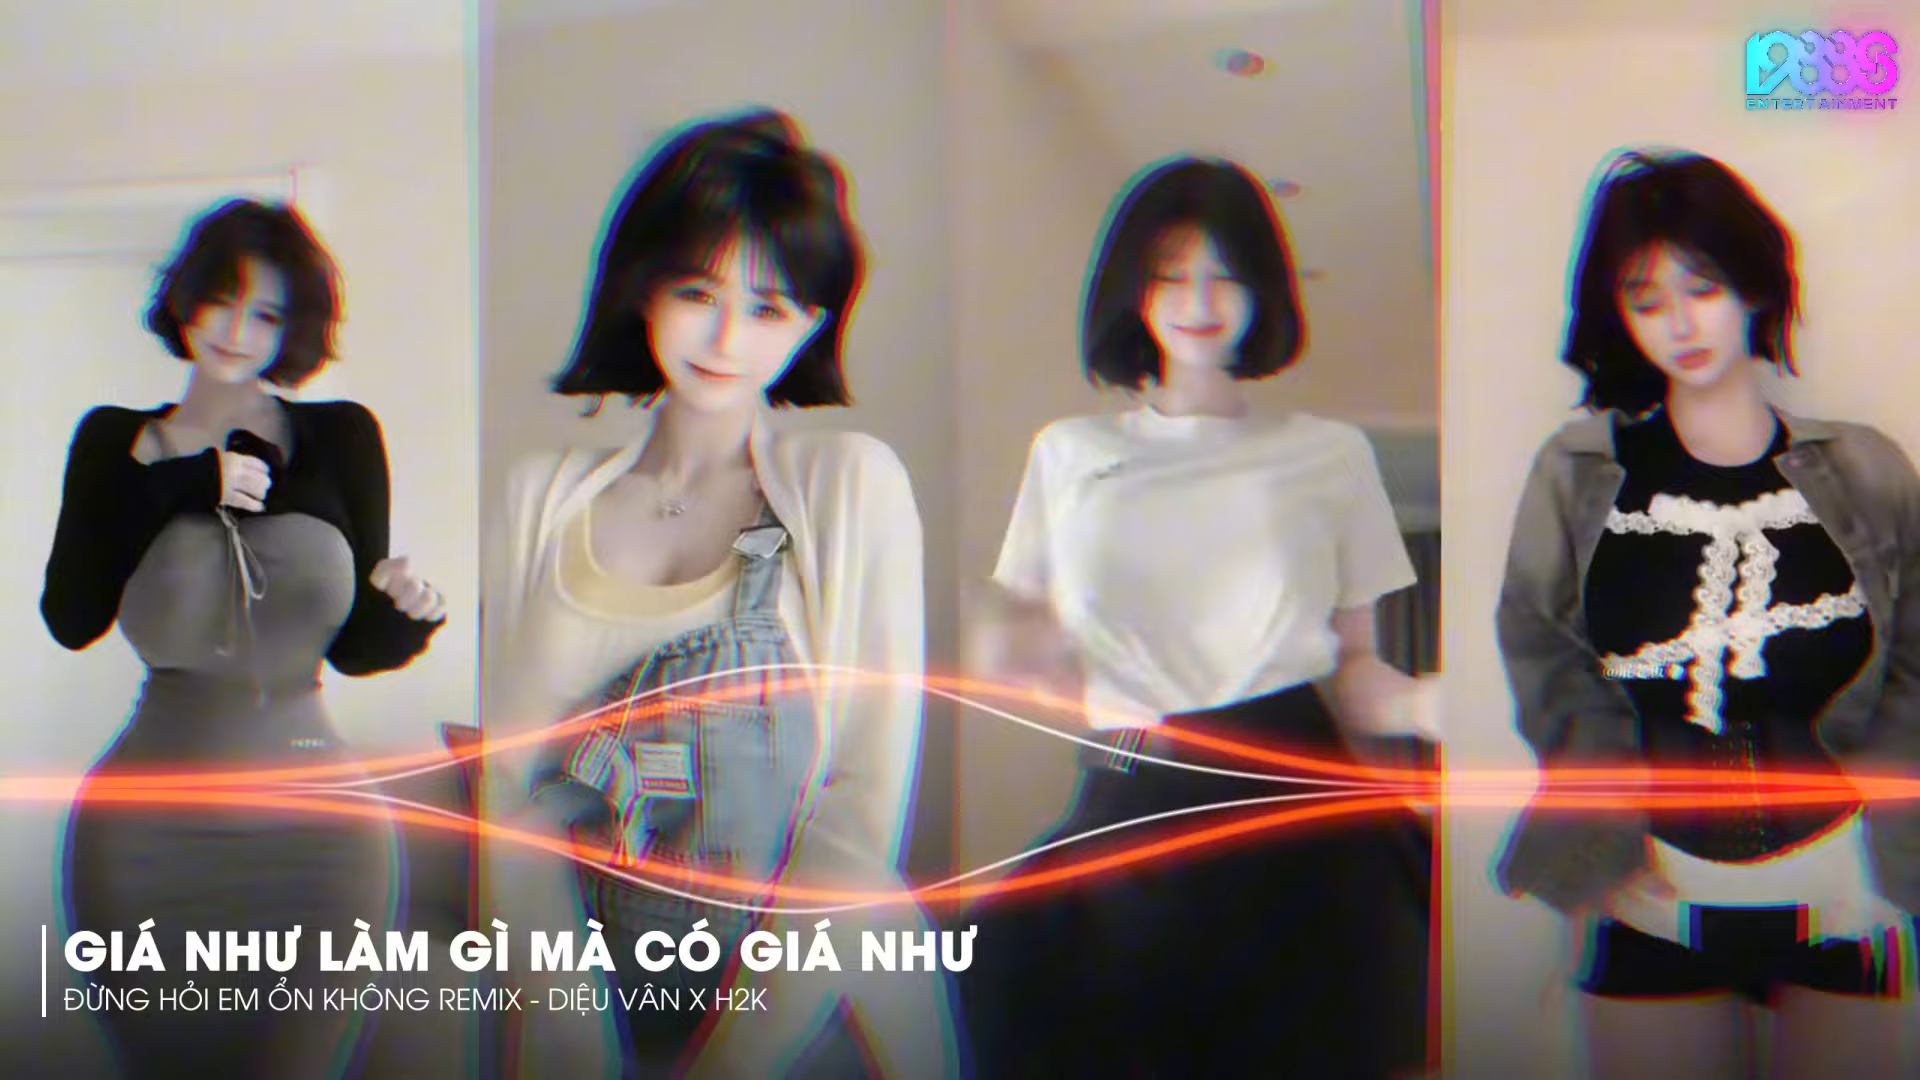 1988S
ENTERTAINMENT
GIÁ NHƯ LÀM GÌ MÀ CÓ GIÁ NHƯ
ĐỪNG HỎI EM ỔN KHÔNG REMIX - DIỆU VÂN X H2K